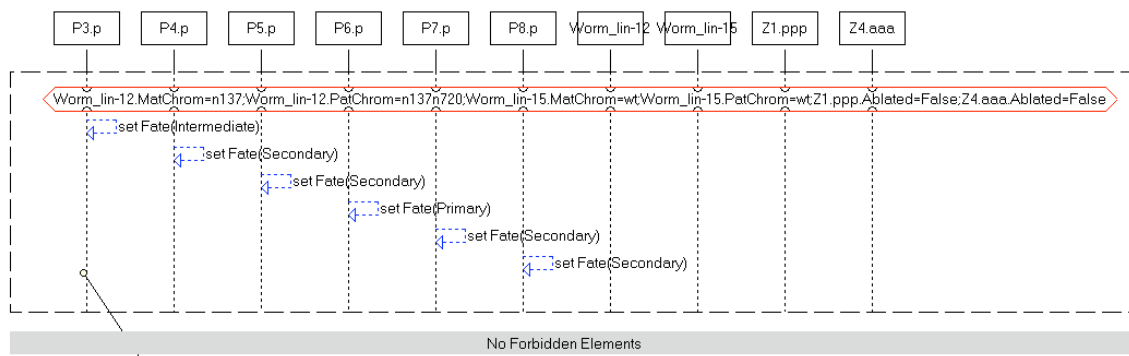 P3.p P4.p P5.p P6.p P7.p P8.p Worm_lin-12 Worm_lin-15 Z1.ppp Z4.aaa
Worm_lin-12.MatChrom=n137;Worm_lin-12.PatChrom=n137n720;Worm_lin-15.MatChrom=wt;Worm_lin-15.PatChrom=wt;Z1.ppp.Ablated=False;Z4.aaa.Ablated=False
set Fate(Intermediate)
set Fate(Secondary)
set Fate(Secondary)
set Fate(Primary)
set Fate(Secondary)
set Fate(Secondary)
No Forbidden Elements